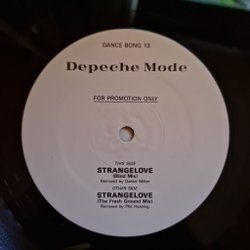 DANCE BONG 13
Depeche Mode
FOR PROMOTION ONLY
THIS SIDE
STRANGELOVE
(Blind Mix)
Remixed by Daniel Miller
OTHER SIDE
STRANGELOVE
(The Fresh Ground Mix)
Remixed by Phil Harding